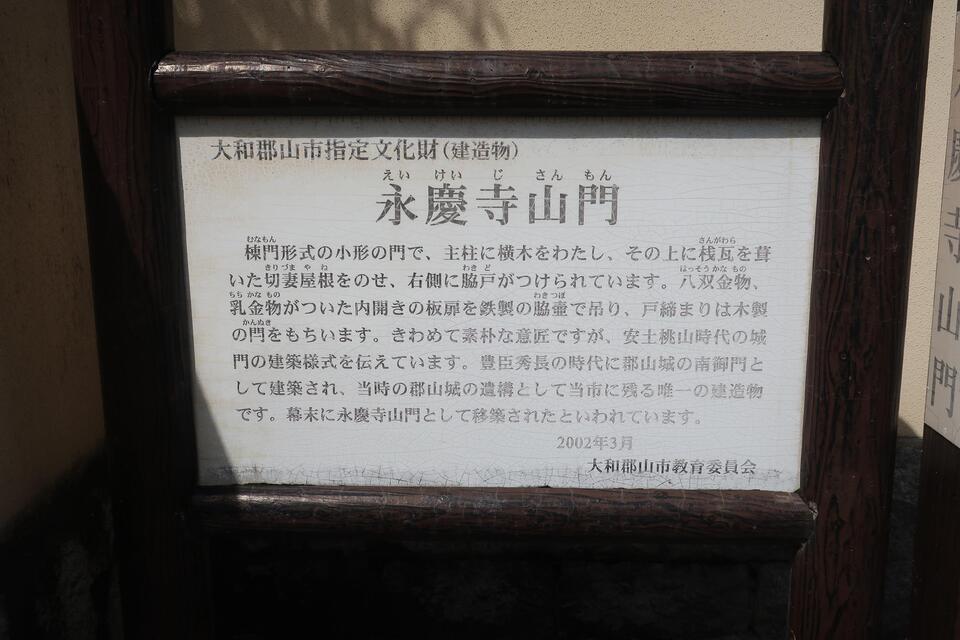 大和郡山市指定文化財(建造物)
えい けい じ さん もん
永慶寺山門
むなもん さんがわら
棟門形式の小形の門で、主柱に横木をわたし、その上に桟瓦を葺
きりづま や ね わき ど はっそうかな もの
いた切妻屋根をのせ、右側に脇戸がつけられています。八双金物、
ちち かな もの わきつぼ
乳金物がついた内開きの板扉を鉄製の脇壷で吊り、戸締まりは木製
かんぬき
の閂をもちいます。きわめて素朴な意匠ですが、安土桃山時代の城
門の建築様式を伝えています。豊臣秀長の時代に郡山城の南御門と
して建築され、当時の郡山城の遺構として当市に残る唯一の建造物
です。幕末に永慶寺山門として移築されたといわれています。
2002年3月
大和郡山市教育委員会
慶寺山門